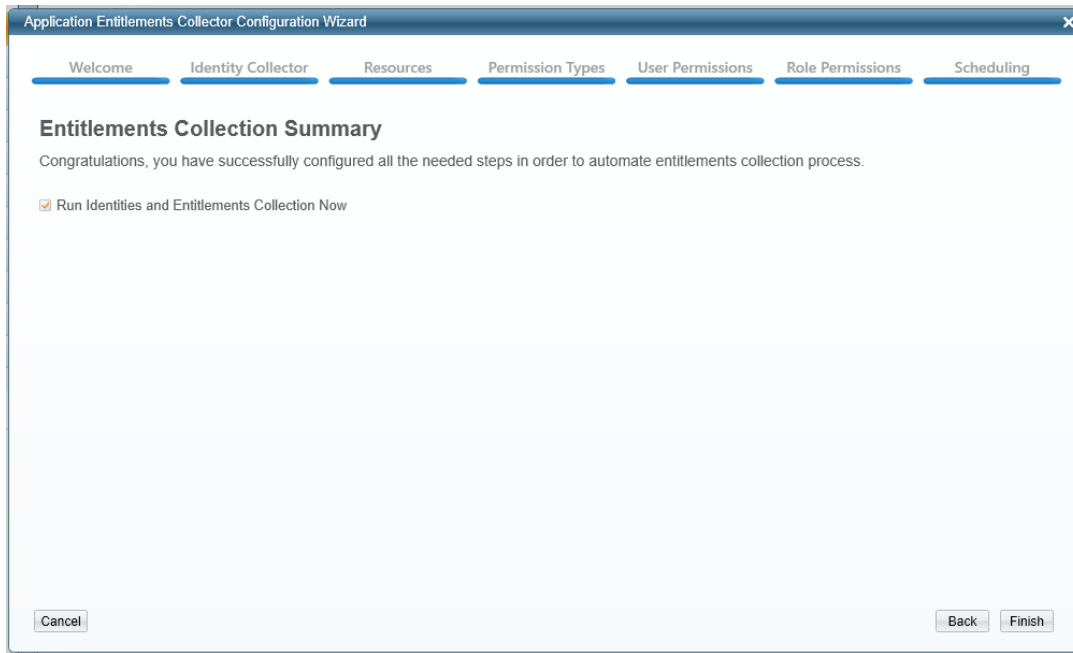 Application Entitlements Collector Configuration Wizard
Welcome Identity Collector Resources Permission Types User Permissions Role Permissions Scheduling
Entitlements Collection Summary
Congratulations, you have successfully configured all the needed steps in order to automate entitlements collection process.
Run Identities and Entitlements Collection Now
Cancel Back Finish